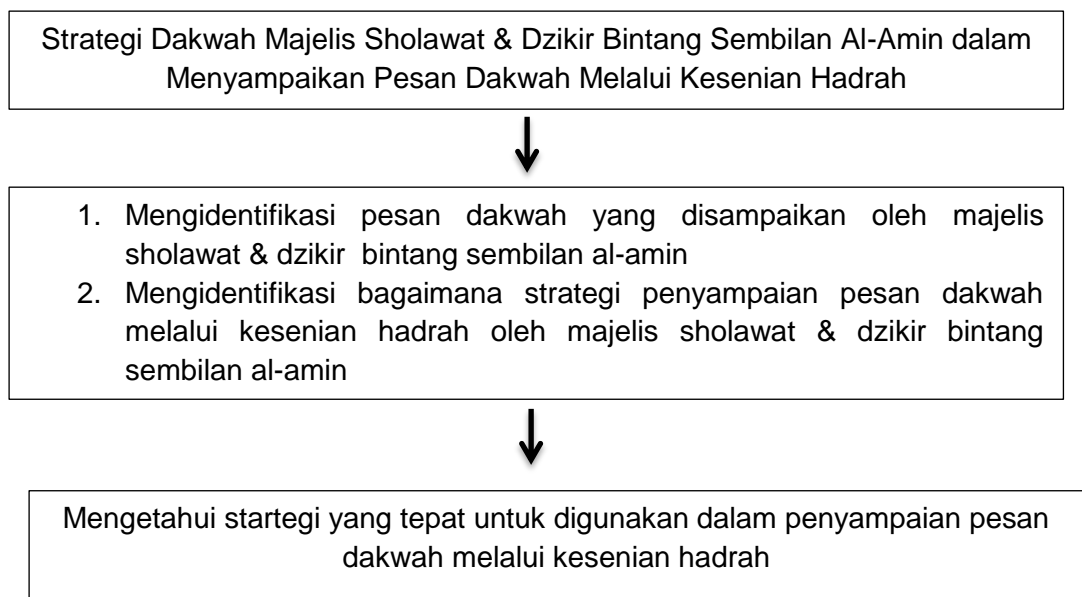 Strategi Dakwah Majelis Sholawat & Dzikir Bintang Sembilan Al-Amin dalam
Menyampaikan Pesan Dakwah Melalui Kesenian Hadrah
1. Mengidentifikasi pesan dakwah yang disampaikan oleh majelis
sholawat & dzikir bintang sembilan al-amin
2. Mengidentifikasi bagaimana strategi penyampaian pesan dakwah
melalui kesenian hadrah oleh majelis sholawat & dzikir bintang
sembilan al-amin
Mengetahui startegi yang tepat untuk digunakan dalam penyampaian pesan
dakwah melalui kesenian hadrah